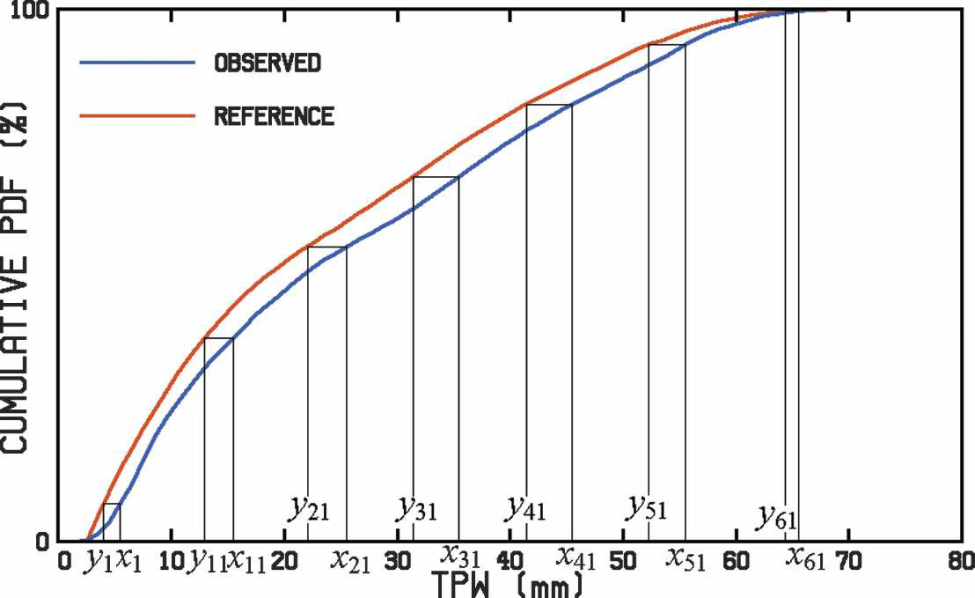 100
OBSERVED
REFERENCE
CUMULATIVE PDF (%)
y21 y31 y41 y51 y61
0
0 y1 x1 10 y11 x11 20 x21 30 x31 40 x41 50 x51 60 x61 70 80
TPW (mm)